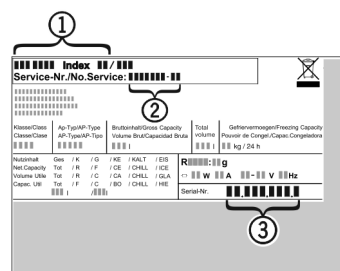 1
Index /
Service-Nr./No.Service: -
2
Klasse/Class Ap-Typ/AP-Type Bruttoinhalt/Gross Capacity Total Gefriervermoegen/Freezing Capacity
Classe/Clase AP-Type/AP-Tipo Volume Brut/Capacidad Bruta volume Pouvoir de Congel./Capac.Congeladora
l l kg / 24 h
Nutzinhalt Ges / K / G / KE / KALT / EIS
Net.Capacity Tot / R / F / CE / CHILL / ICE
Volume Utile Tot / R / C / CA / CHILL / GLA
Capac. Util Tot / F / C / BO / CHILL / HIE
l / l
R : g
W A - V Hz
Serial-Nr. , , ,
3